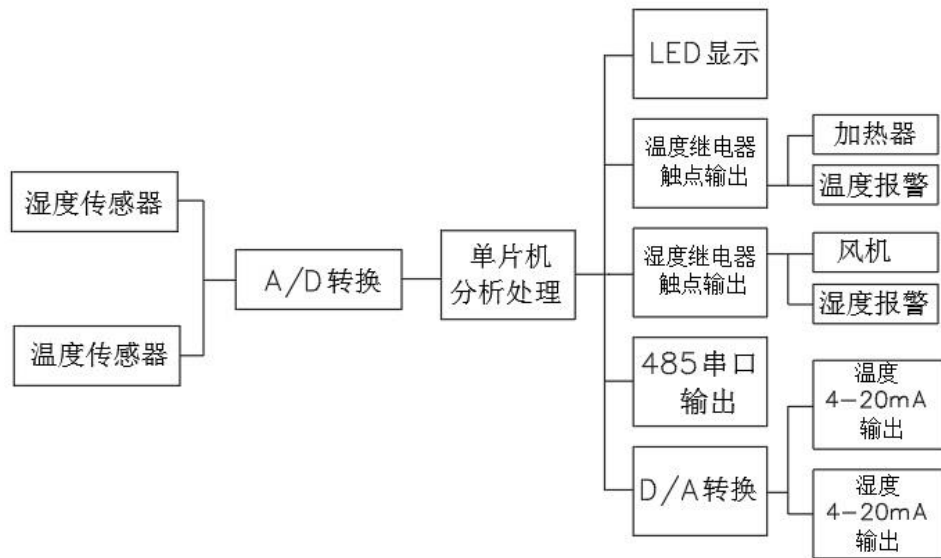 湿度传感器
温度传感器
A/D转换
单片机
分析处理
LED显示
温度继电器
触点输出
加热器
温度报警
湿度继电器
触点输出
风机
湿度报警
485串口
输出
D/A转换
温度
4-20mA
输出
湿度
4-20mA
输出